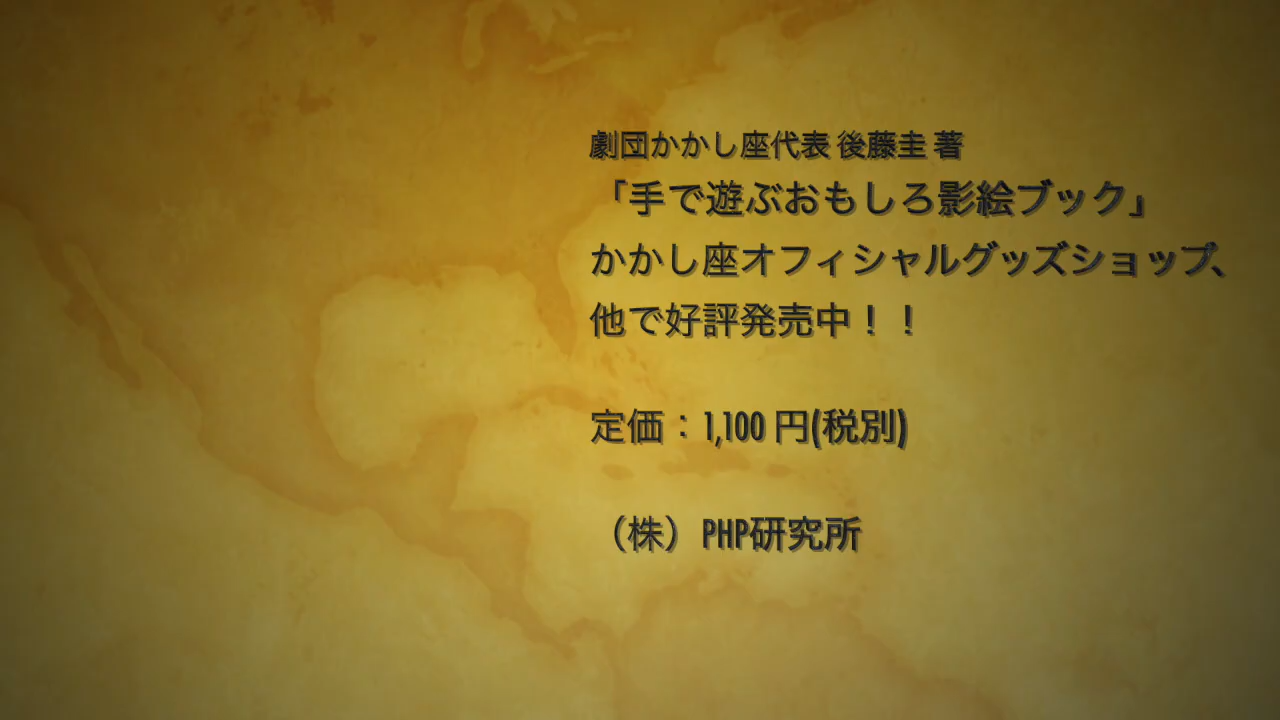 劇団かかし座代表 後藤圭 著
「手で遊ぶおもしろ影絵ブック」
かかし座オフィシャルグッズショップ、
他で好評発売中！！
定価：1,100 円(税別)
（株）PHP研究所